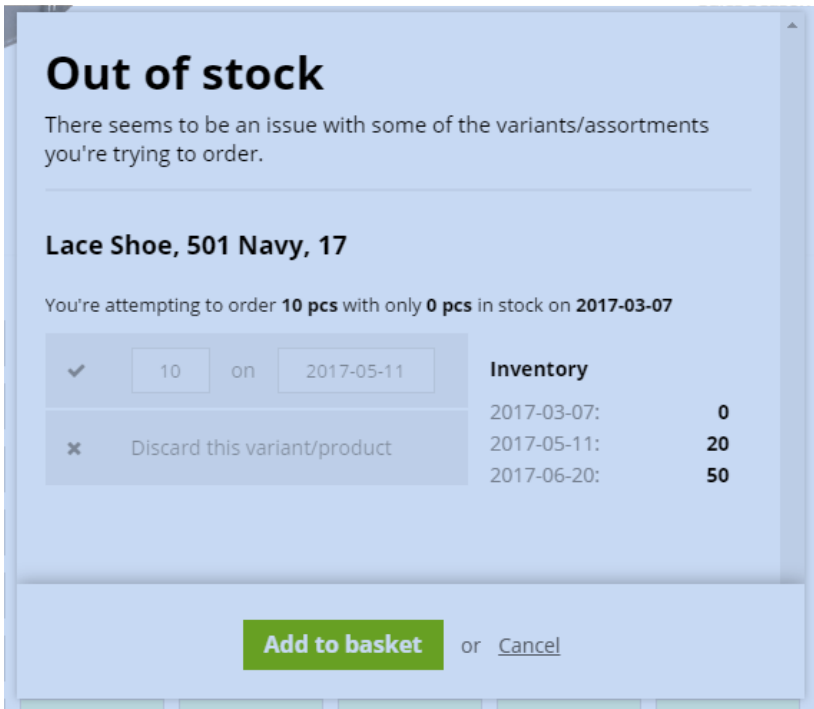 Out of stock
There seems to be an issue with some of the variants/assortments
you're trying to order.
Lace Shoe, 501 Navy, 17
You're attempting to order 10 pcs with only 0 pcs in stock on 2017-03-07
10 on 2017-05-11
Discard this variant/product
Inventory
2017-03-07: 0
2017-05-11: 20
2017-06-20: 50
Add to basket or Cancel